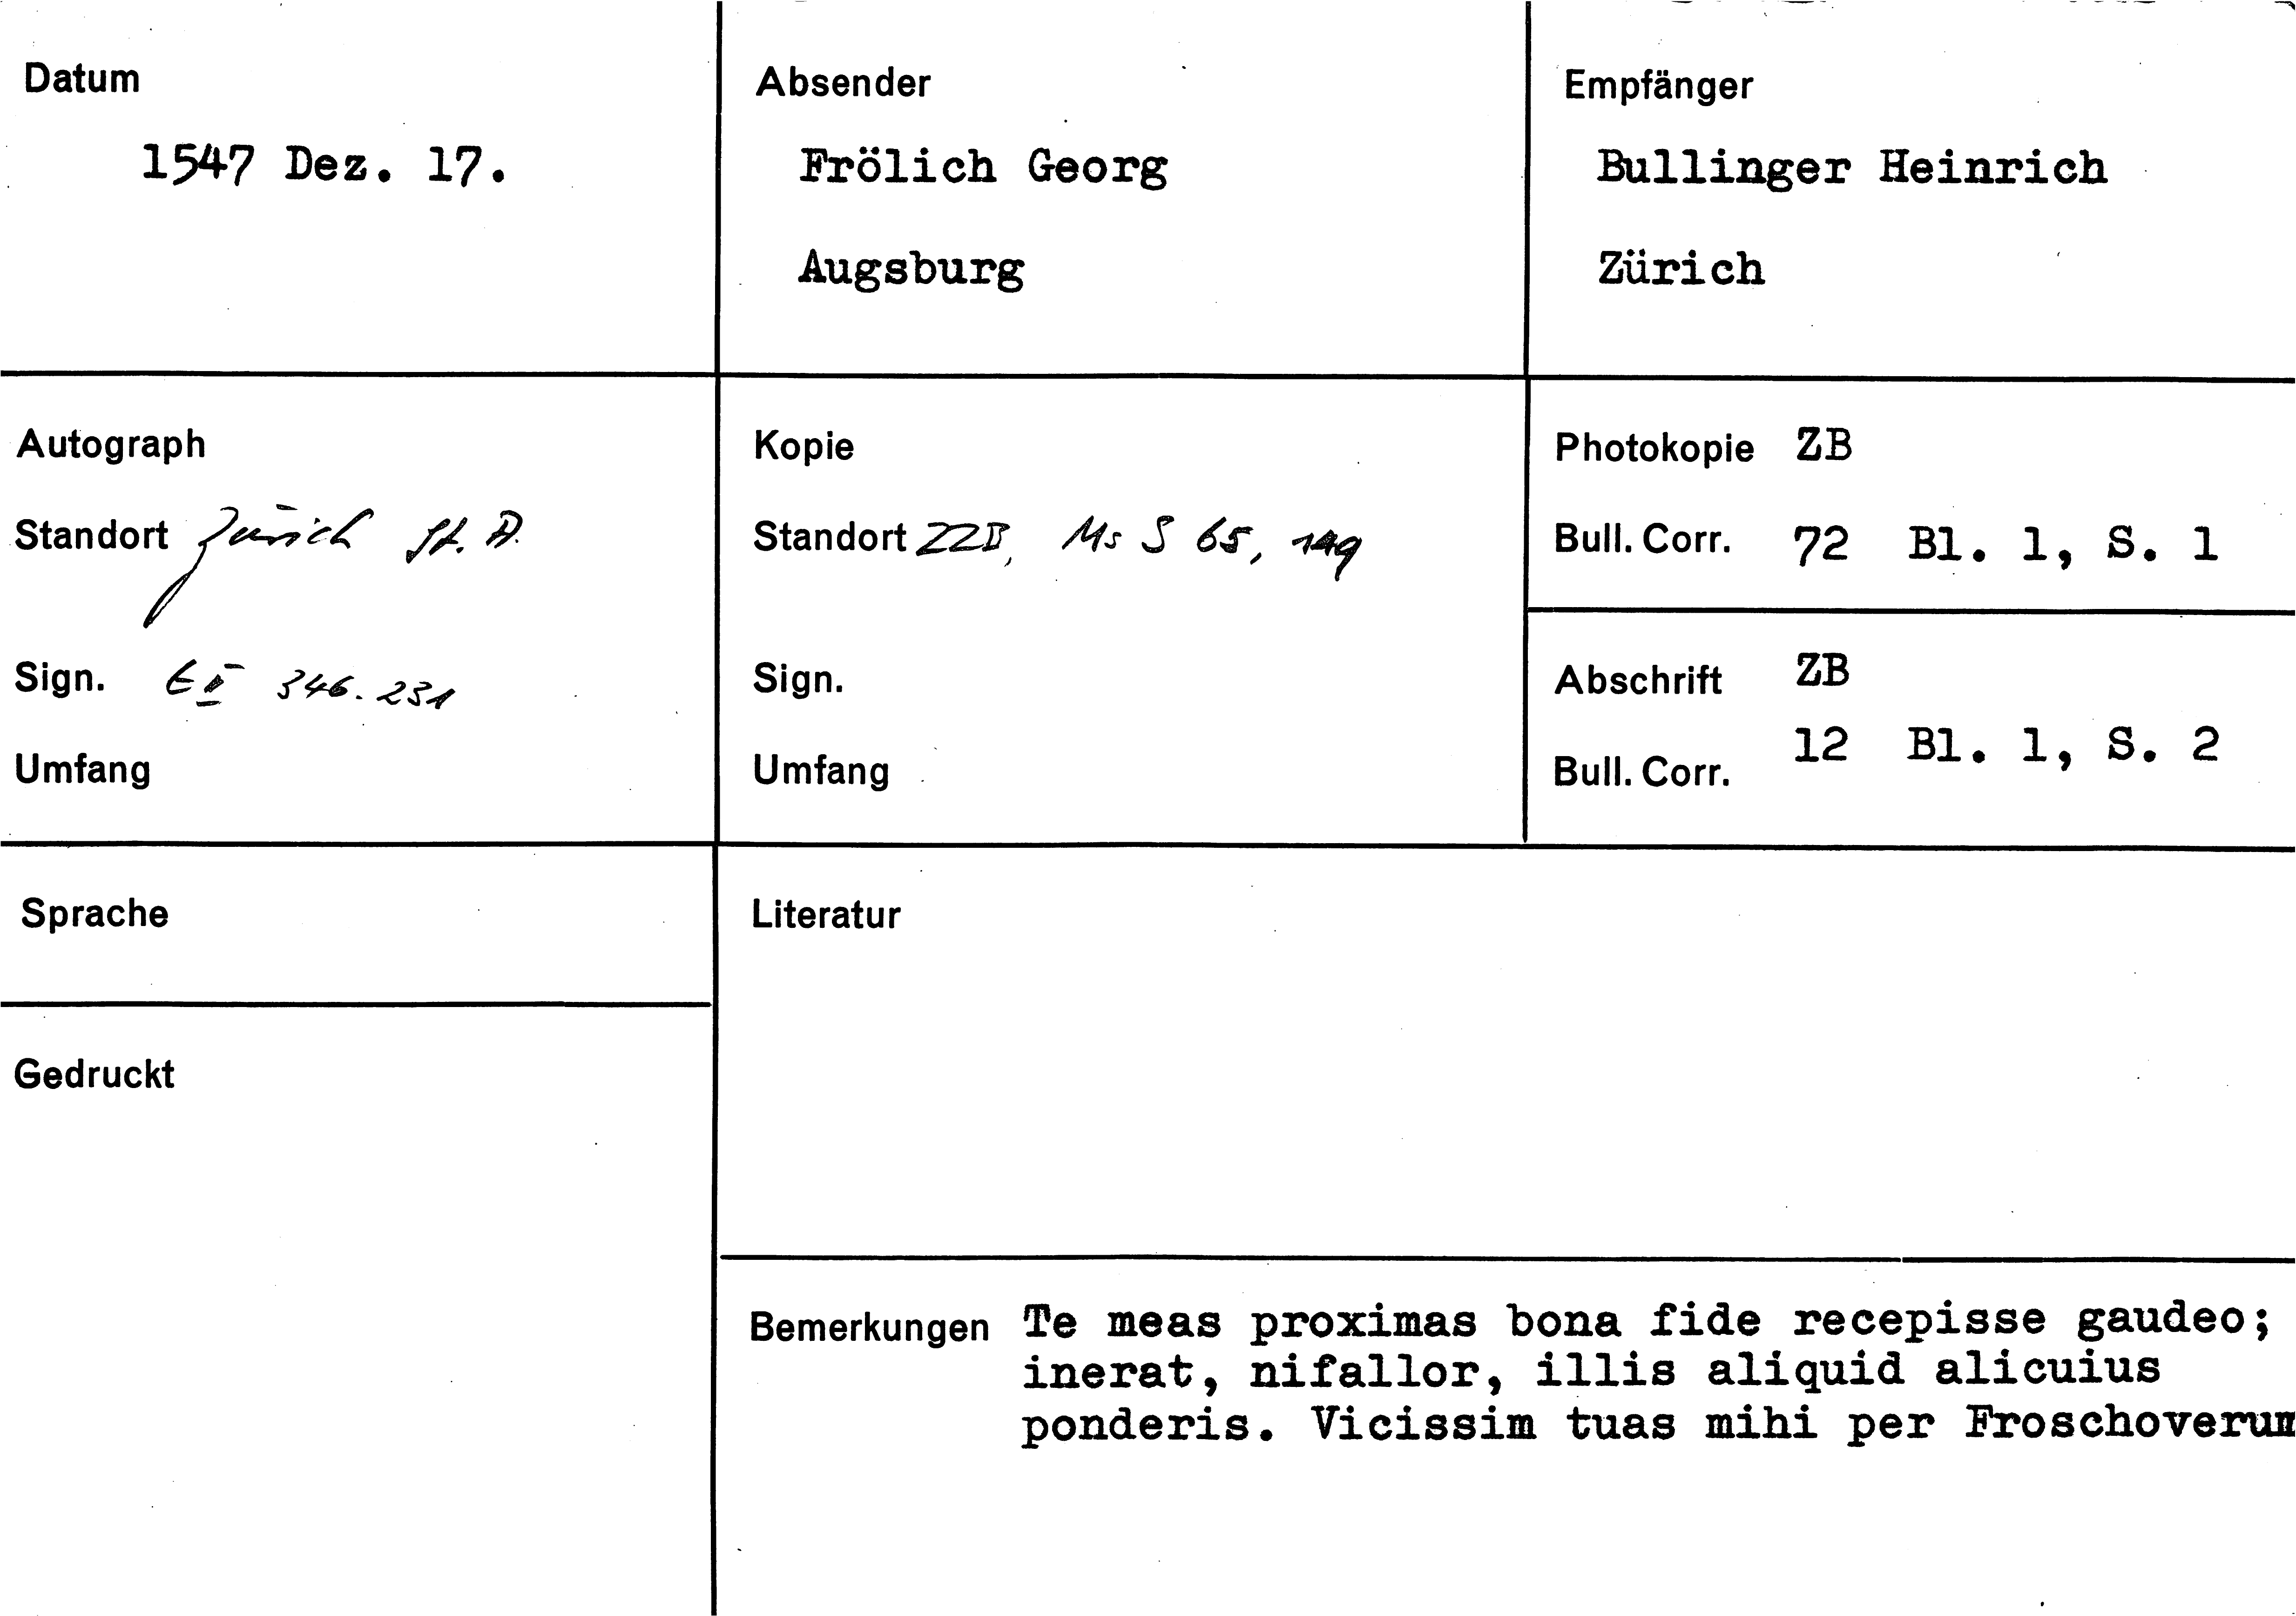 Datum
1547 Dez. 17.
Absender
Frölich Georg
Augsburg
Empfänger
Bullinger Heinrich
Zürich
Autograph
Standort Zürich St. A.
Sign. E II 346. 231
Umfang
Kopie
Standort ZZB, Ms S 65, 149
Sign.
Umfang
Photokopie ZB
Bull. Corr. 72 Bl. 1, S. 1
Abschrift ZB
Bull. Corr. 12 Bl. 1, S. 2
Sprache
Gedruckt
Literatur
Bemerkungen Te meas proximas bona fide recepisse gaudeo;
inerat, nifallor, illis aliquid alicuius
ponderis. Vicissim tuas mihi per Froschoverum